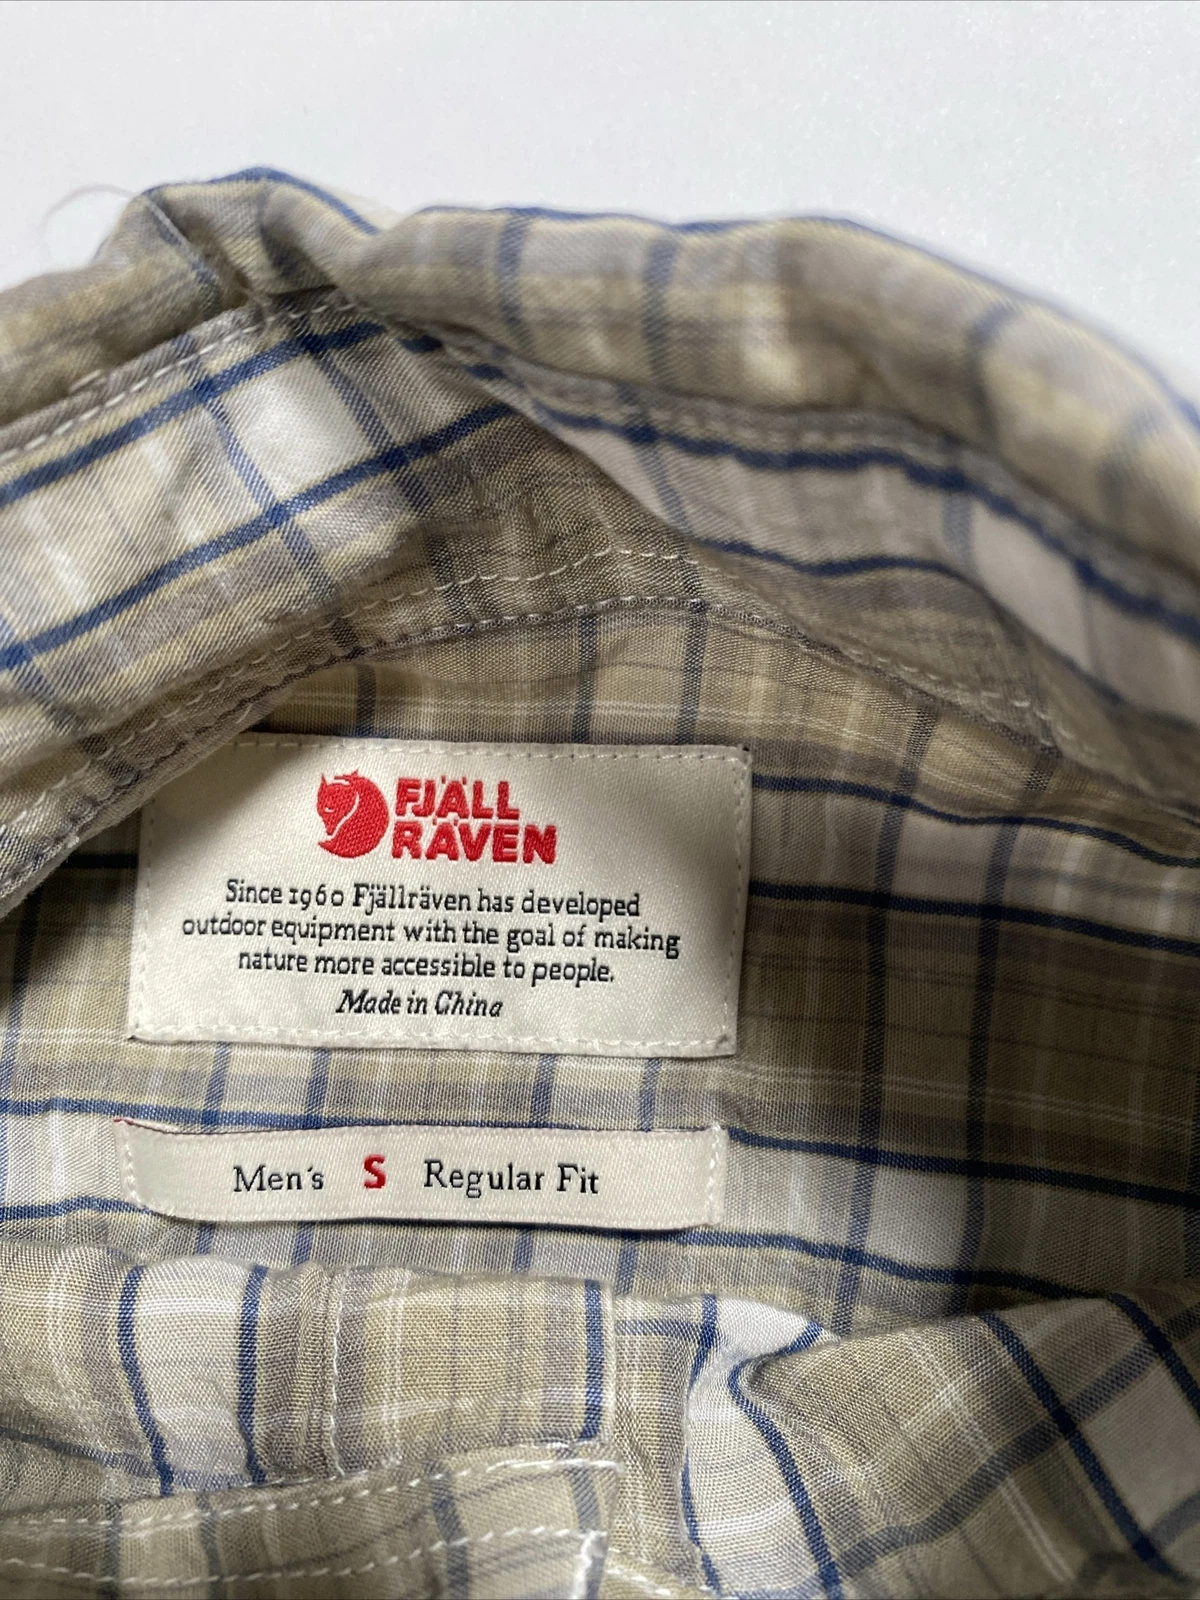 FJÄLL
RÄVEN
Since 1960 Fjällräven has developed
outdoor equipment with the goal of making
nature more accessible to people.
Made in China
Men's S Regular Fit